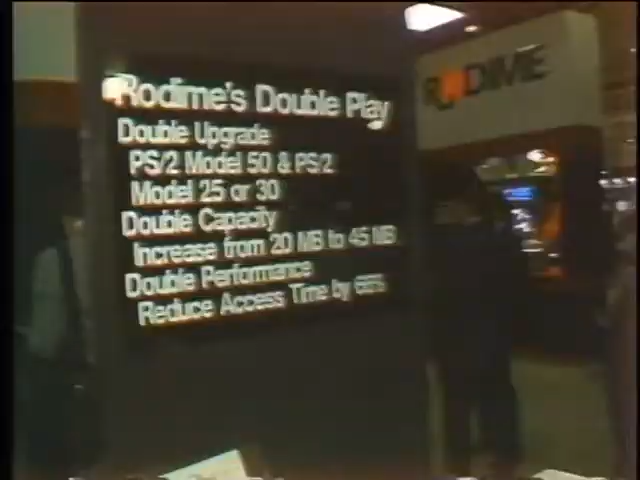 Rodime's Double Play
Double Upgrade
PS/2 Model 50 & PS/2
Model 25 or 30
Double Capacity
Increase from 20 MB to 45 MB
Double Performance
Reduce Access Time by
RODIME